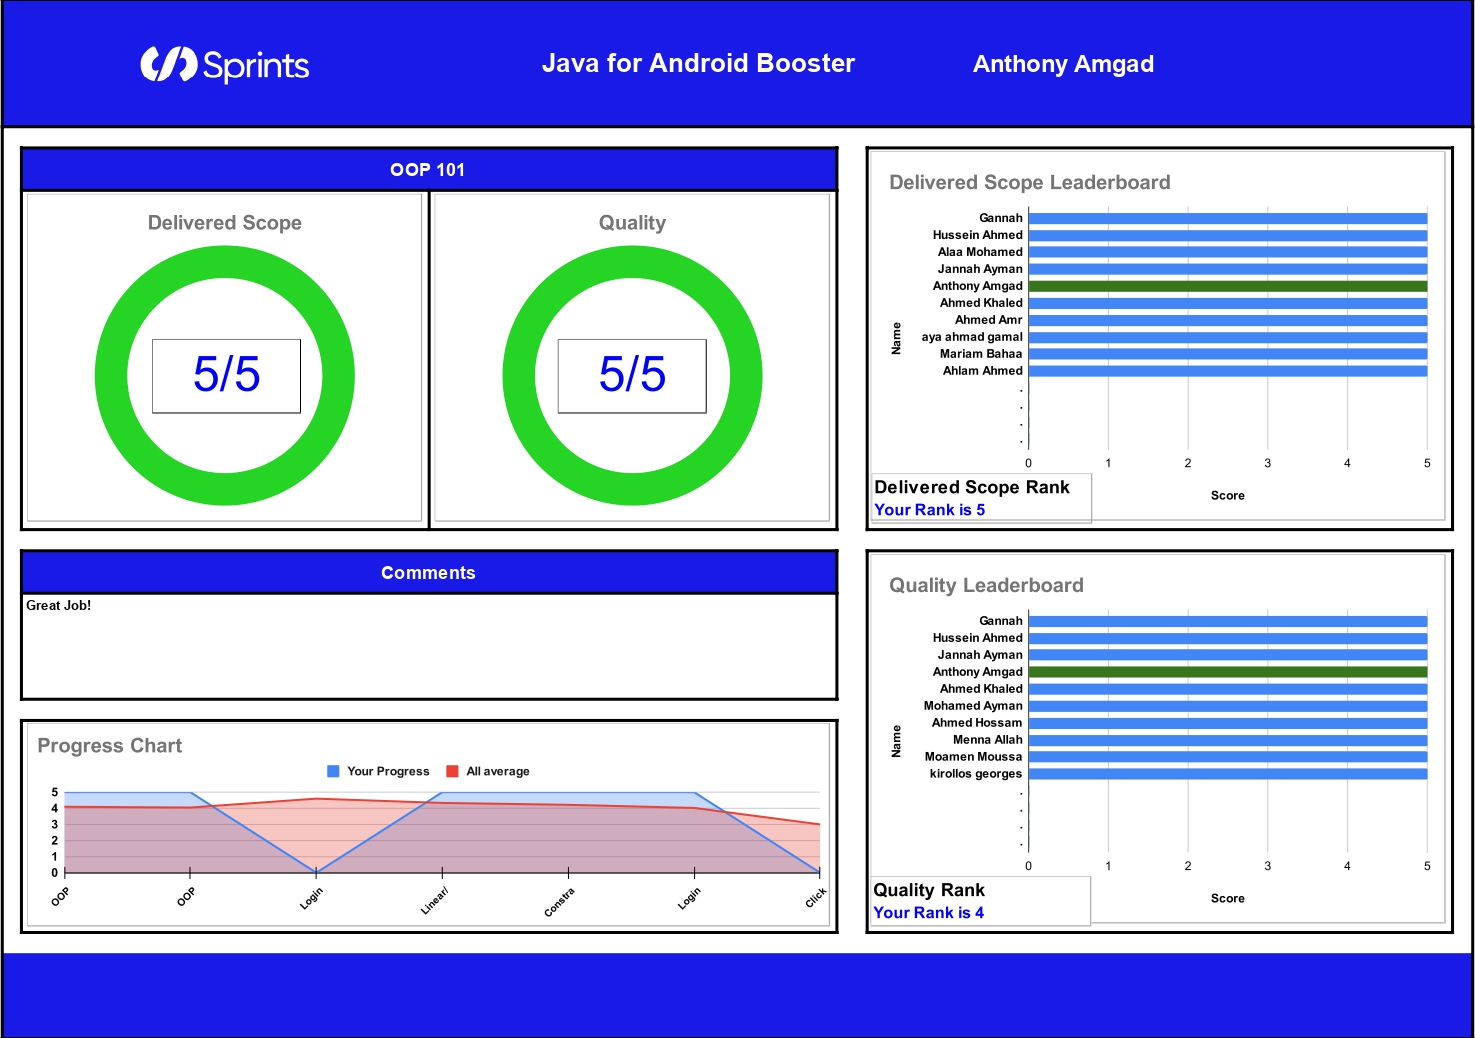 Sprints
Java for Android Booster
Anthony Amgad
OOP 101
Delivered Scope
5/5
Quality
5/5
Comments
Great Job!
Progress Chart
Your Progress
All average
5
4
3
2
1
0
OOP
OOP
Login
Linear/
Constra
Login
Click
Delivered Scope Leaderboard
Name
Gannah
Hussein Ahmed
Alaa Mohamed
Jannah Ayman
Anthony Amgad
Ahmed Khaled
Ahmed Amr
aya ahmad gamal
Mariam Bahaa
Ahlam Ahmed
.
.
.
.
0 1 2 3 4 5
Score
Delivered Scope Rank
Your Rank is 5
Quality Leaderboard
Name
Gannah
Hussein Ahmed
Jannah Ayman
Anthony Amgad
Ahmed Khaled
Mohamed Ayman
Ahmed Hossam
Menna Allah
Moamen Moussa
kirollos georges
.
.
.
.
0 1 2 3 4 5
Score
Quality Rank
Your Rank is 4